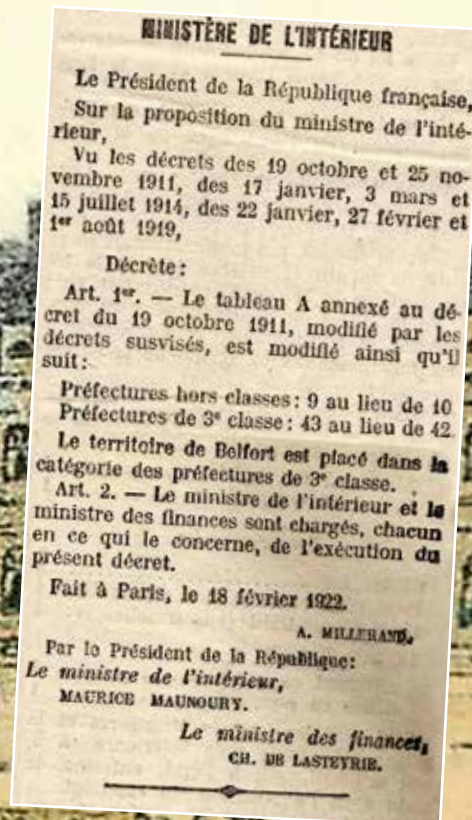 MINISTÈRE DE L'INTÉRIEUR
Le Président de la République française,
Sur la proposition du ministre de l'inté-
rieur,
Vu les décrets des 19 octobre et 25 no-
vembre 1911, des 17 janvier, 3 mars et
15 juillet 1914, des 22 janvier, 27 février et
1er août 1919,
Décrète:
Art. 1er. — Le tableau A annexé au dé-
cret du 19 octobre 1911, modifié par les
décrets susvisés, est modifié ainsi qu'il
suit:
Préfectures hors classes: 9 au lieu de 10
Préfectures de 3e classe: 43 au lieu de 42
Le territoire de Belfort est placé dans la
catégorie des préfectures de 3e classe.
Art. 2. — Le ministre de l'intérieur et le
ministre des finances sont chargés, chacun
en ce qui le concerne, de l'exécution du
présent décret.
Fait à Paris, le 18 février 1922.
A. MILLERAND.
Par le Président de la République:
Le ministre de l'intérieur,
MAURICE MAUNOURY.
Le ministre des finances,
CH. DE LASTEYRIE.